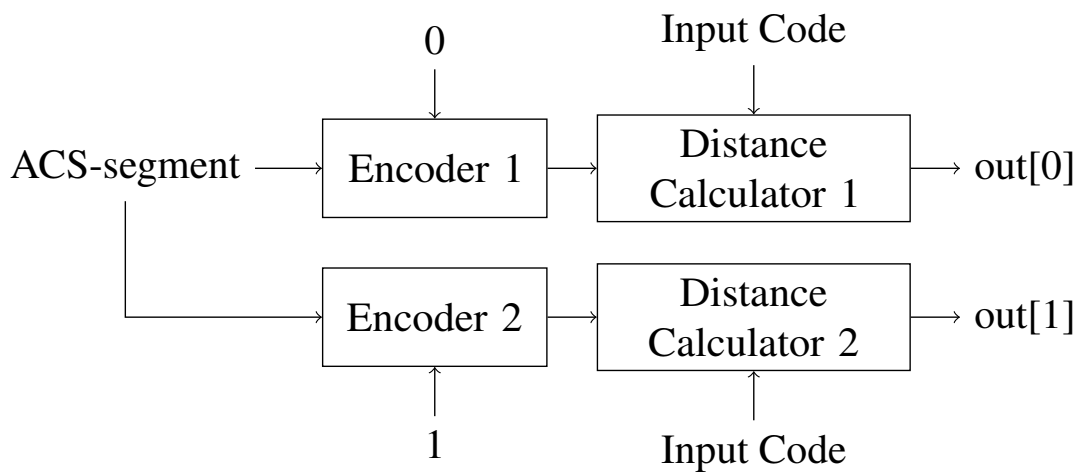 0
Input Code
ACS-segment
Encoder 1
Distance
Calculator 1
out[0]
Encoder 2
Distance
Calculator 2
out[1]
1
Input Code